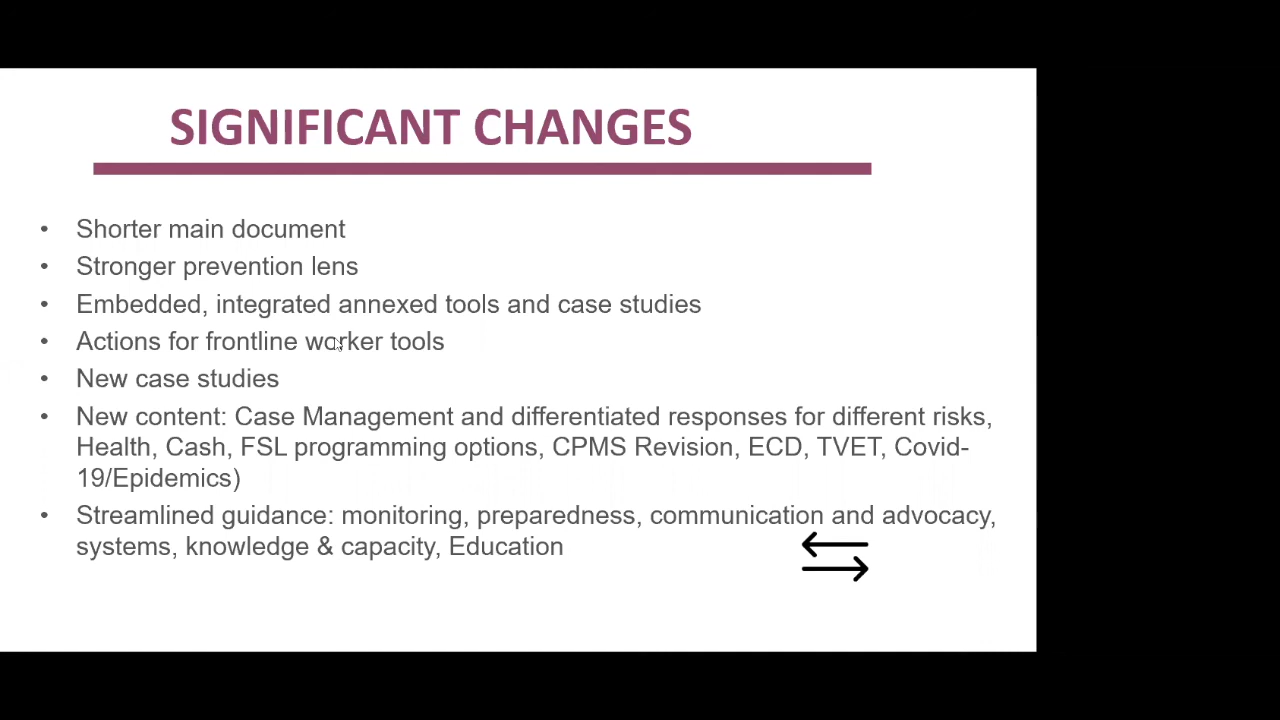 SIGNIFICANT CHANGES
• Shorter main document
• Stronger prevention lens
• Embedded, integrated annexed tools and case studies
• Actions for frontline worker tools
• New case studies
• New content: Case Management and differentiated responses for different risks,
Health, Cash, FSL programming options, CPMS Revision, ECD, TVET, Covid-
19/Epidemics)
• Streamlined guidance: monitoring, preparedness, communication and advocacy,
systems, knowledge & capacity, Education